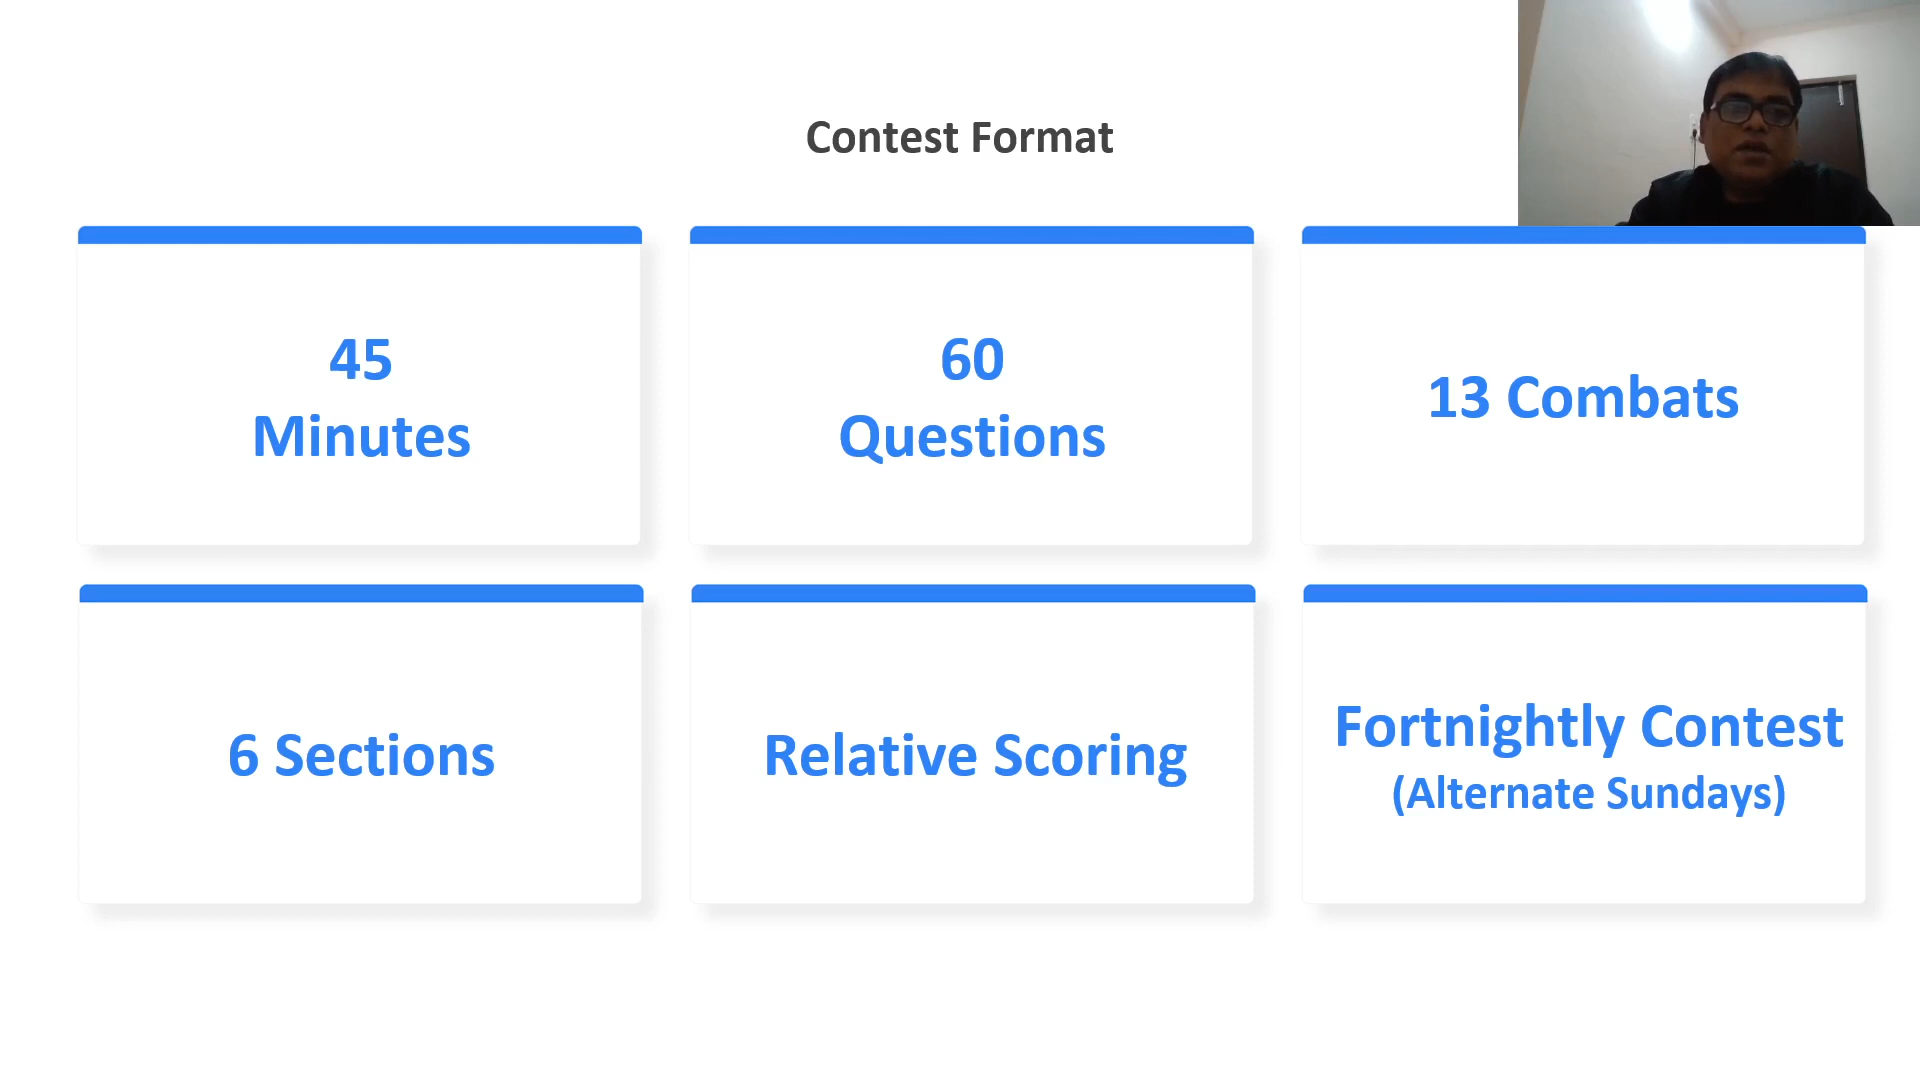 Contest Format
45
Minutes
60
Questions
13 Combats
6 Sections
Relative Scoring
Fortnightly Contest
(Alternate Sundays)